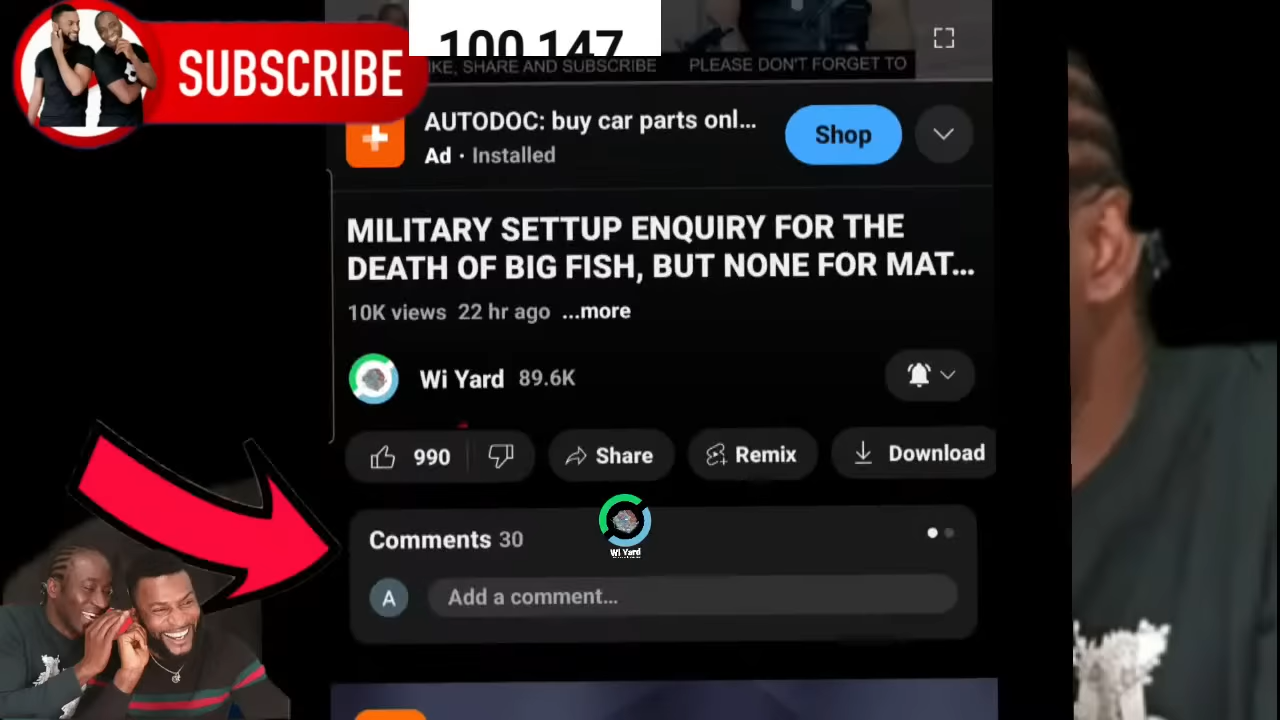 SUBSCRIBE
100,147
IKE, SHARE AND SUBSCRIBE PLEASE DON'T FORGET TO
AUTODOC: buy car parts onl...
Ad · Installed
Shop
MILITARY SETTUP ENQUIRY FOR THE
DEATH OF BIG FISH, BUT NONE FOR MAT...
10K views 22 hr ago ...more
Wi Yard 89.6K
990
Share
Remix
Download
Comments 30
Wi Yard
A
Add a comment...